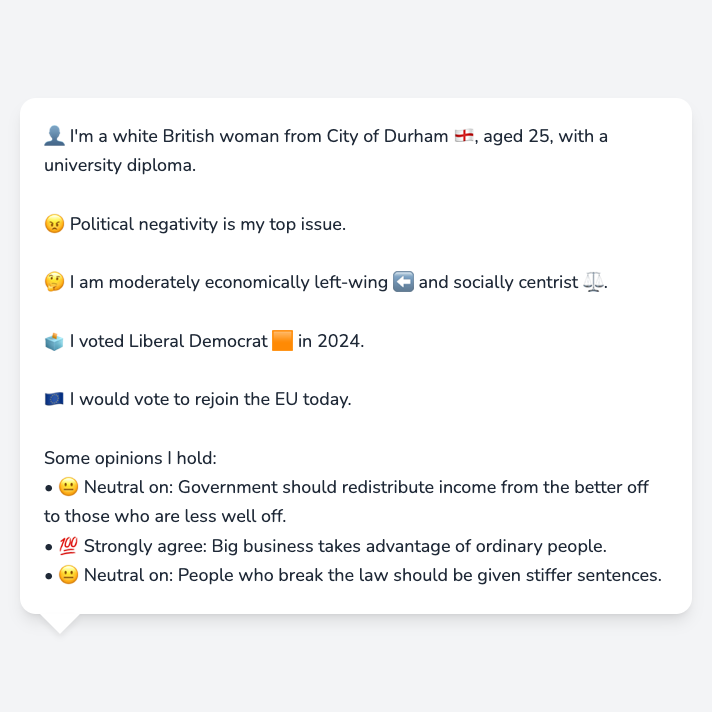 👤 I'm a white British woman from City of Durham 🏴󠁧󠁢󠁥󠁮󠁧󠁿, aged 25, with a
university diploma.
😠 Political negativity is my top issue.
🤔 I am moderately economically left-wing ⬅️ and socially centrist ⚖️.
🗳️ I voted Liberal Democrat 🟧 in 2024.
🇪🇺 I would vote to rejoin the EU today.
Some opinions I hold:
• 😐 Neutral on: Government should redistribute income from the better off
to those who are less well off.
• 💯 Strongly agree: Big business takes advantage of ordinary people.
• 😐 Neutral on: People who break the law should be given stiffer sentences.